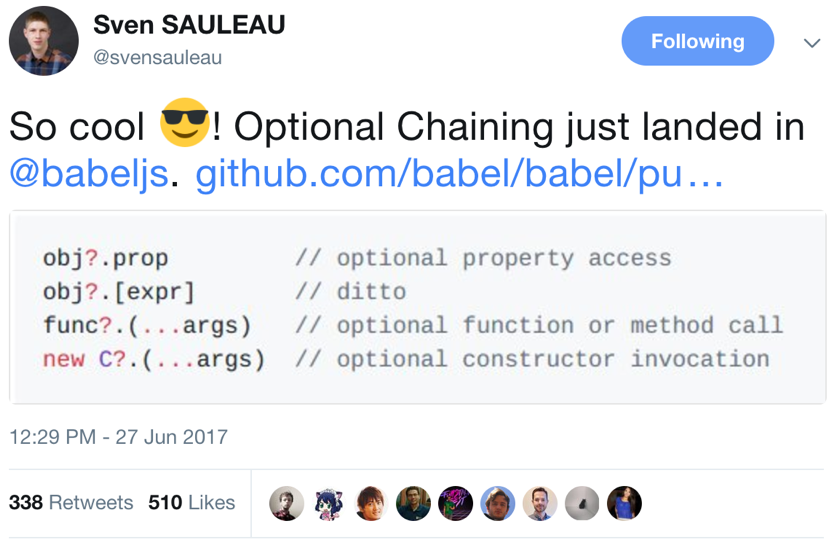 Sven SAULEAU
@svensauleau
Following
So cool 😎! Optional Chaining just landed in
@babeljs. github.com/babel/babel/pu…
obj?.prop // optional property access
obj?.[expr] // ditto
func?.(...args) // optional function or method call
new C?.(...args) // optional constructor invocation
12:29 PM - 27 Jun 2017
338 Retweets 510 Likes